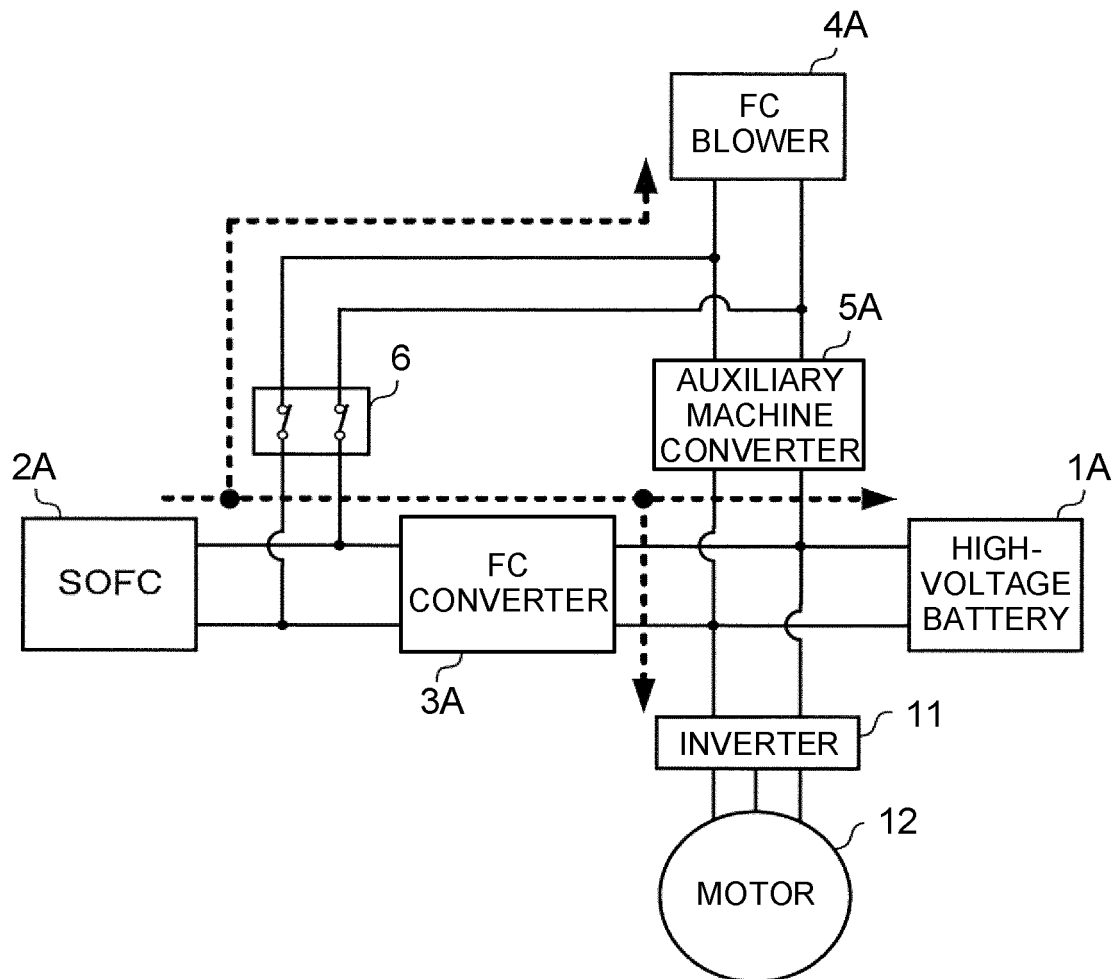 4A
FC
BLOWER
5A
6
AUXILIARY
MACHINE
CONVERTER
2A
1A
SOFC
FC
CONVERTER
HIGH-
VOLTAGE
BATTERY
3A
11
INVERTER
12
MOTOR